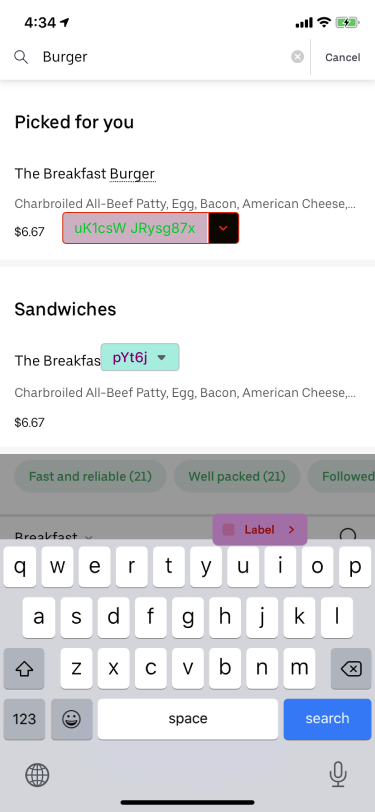 4:34
Burger
Cancel
Picked for you
The Breakfast Burger
Charbroiled All-Beef Patty, Egg, Bacon, American Cheese,...
$6.67
uK1csW JRysg87x
Sandwiches
The Breakfas
pYt6j
Charbroiled All-Beef Patty, Egg, Bacon, American Cheese,...
$6.67
Fast and reliable (21)
Well packed (21)
Followed
Breakfast
Label
q w e r t y u i o p
a s d f g h j k l
z x c v b n m
123
space
search